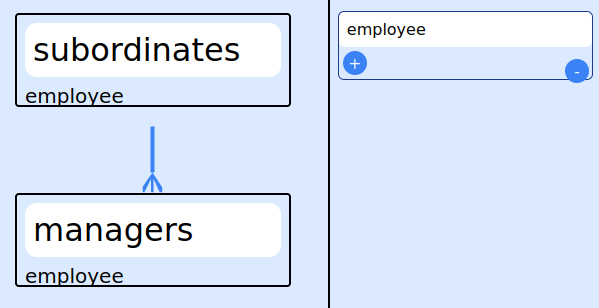 subordinates
employee
managers
employee
employee
+
-